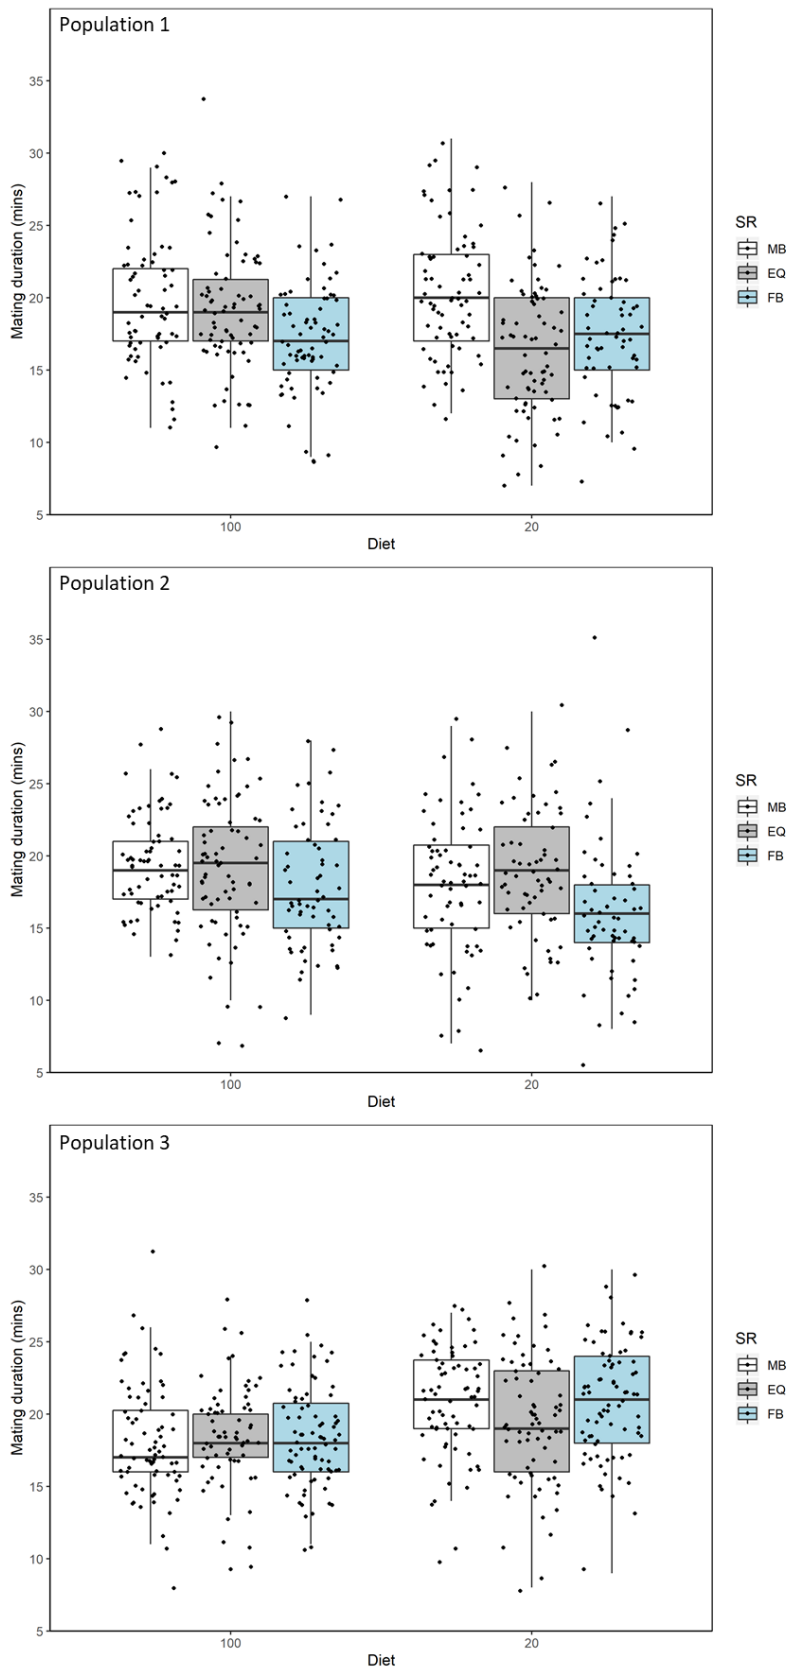 Population 1
Mating duration (mins)
35
30
25
20
15
10
5
100
20
Diet
SR
MB
EQ
FB
Population 2
Mating duration (mins)
35
30
25
20
15
10
5
100
20
Diet
SR
MB
EQ
FB
Population 3
Mating duration (mins)
35
30
25
20
15
10
5
100
20
Diet
SR
MB
EQ
FB